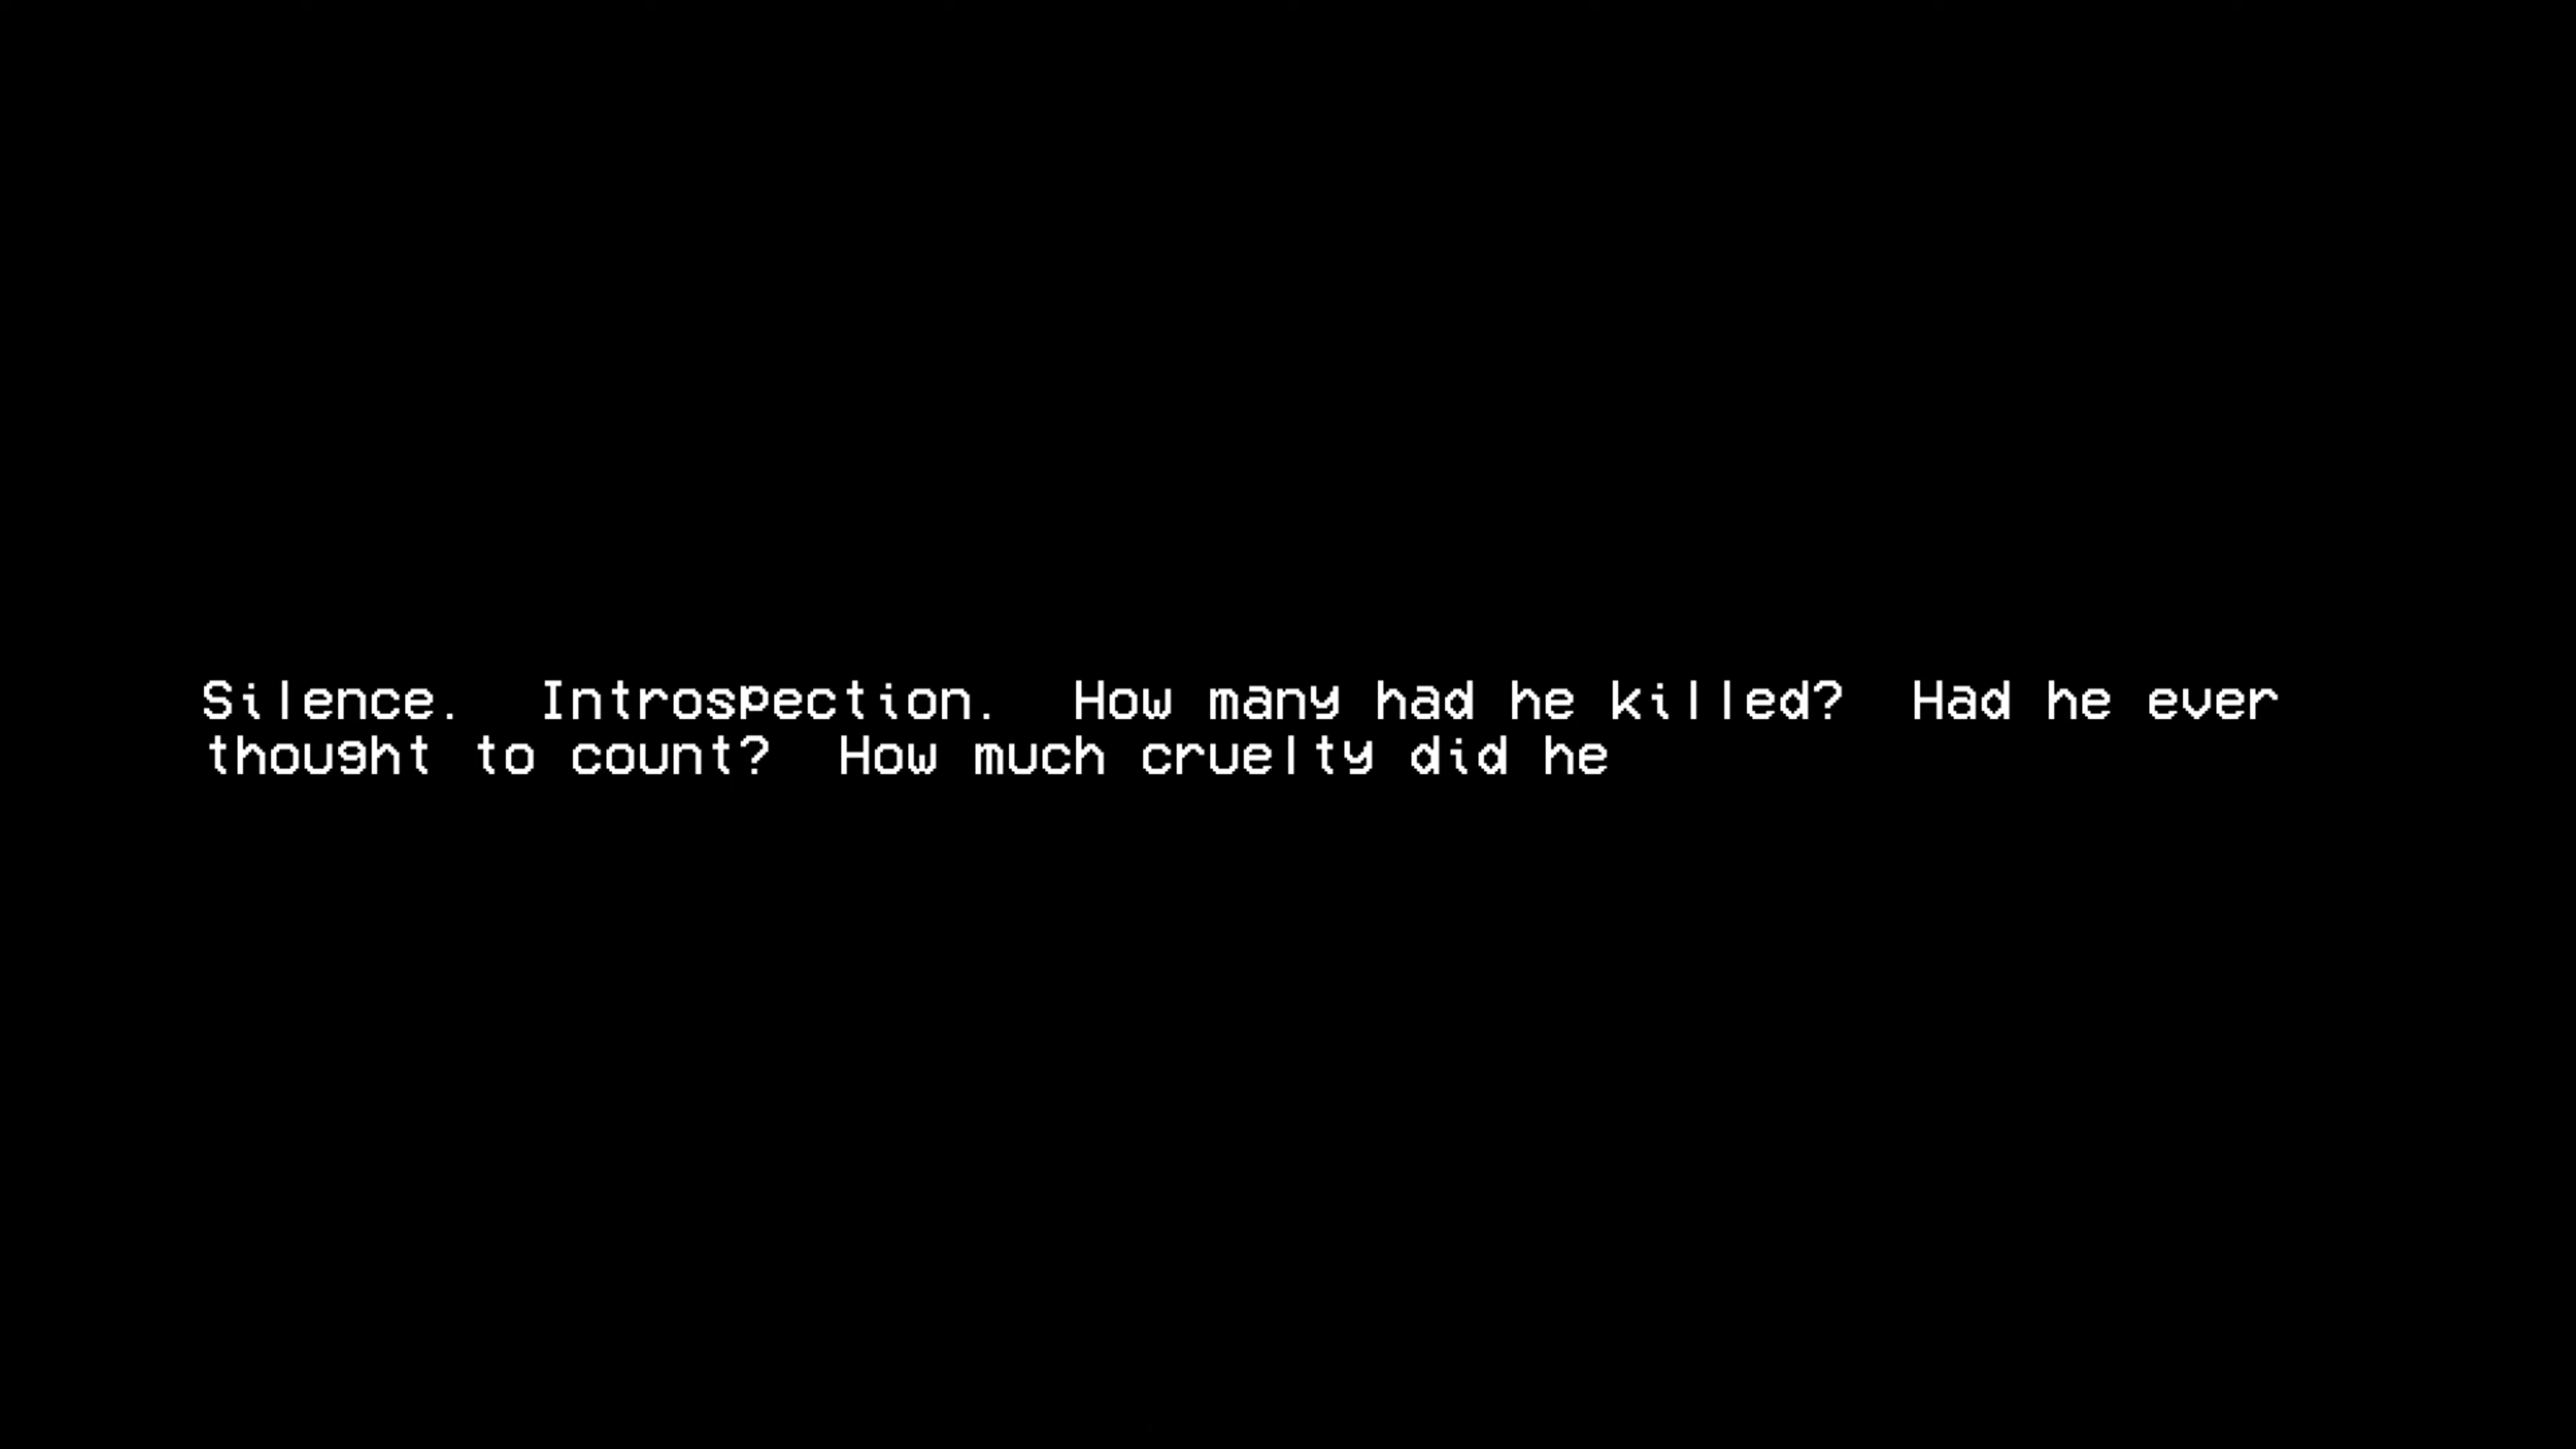 Silence.  Introspection.  How many had he killed?  Had he ever
thought to count?  How much cruelty did he